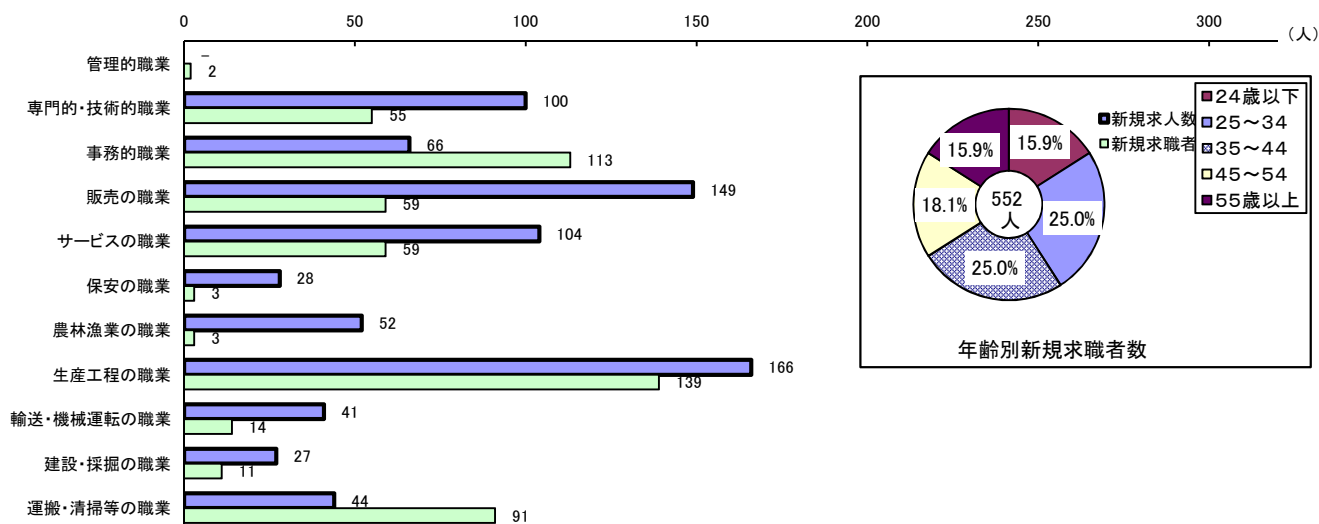 0 50 100 150 200 250 300
(人)
管理的職業 - 2
専門的・技術的職業 100 55
事務的職業 66 113
販売の職業 149 59
サービスの職業 104 59
保安の職業 28 3
農林漁業の職業 52 3
生産工程の職業 166 139
輸送・機械運転の職業 41 14
建設・採掘の職業 27 11
運搬・清掃等の職業 44 91
新規求人数
新規求職者
24歳以下
25～34
35～44
45～54
55歳以上
15.9% 15.9%
18.1% 552人 25.0%
25.0%
年齢別新規求職者数